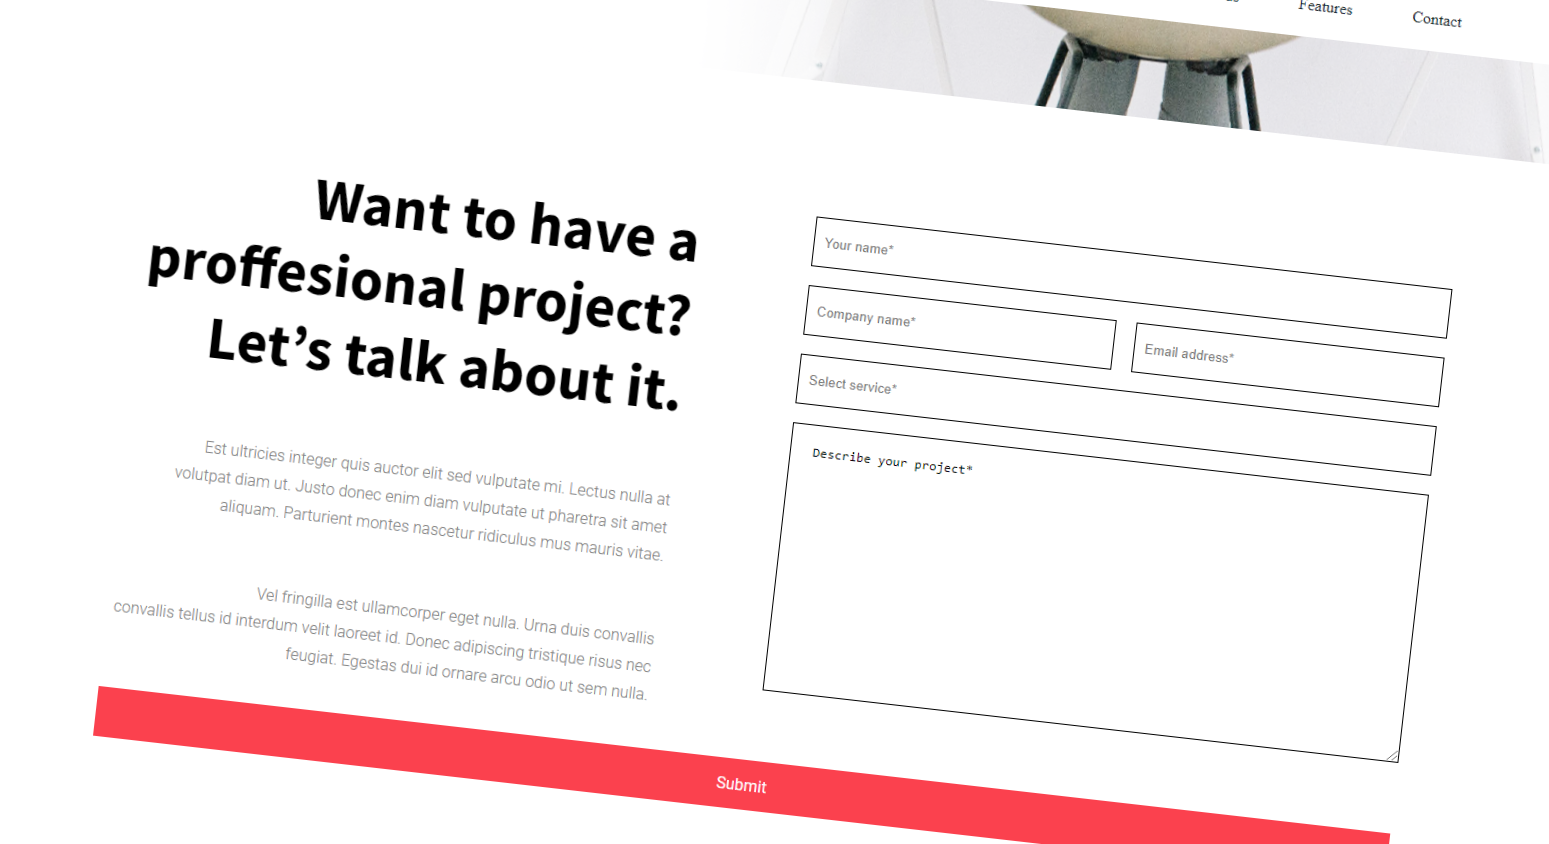 Features
Contact
Want to have a
proffesional project?
Let’s talk about it.
Est ultricies integer quis auctor elit sed vulputate mi. Lectus nulla at
volutpat diam ut. Justo donec enim diam vulputate ut pharetra sit amet
aliquam. Parturient montes nascetur ridiculus mus mauris vitae.
Vel fringilla est ullamcorper eget nulla. Urna duis convallis
convallis tellus id interdum velit laoreet id. Donec adipiscing tristique risus nec
feugiat. Egestas dui id ornare arcu odio ut sem nulla.
Your name*
Company name*
Email address*
Select service*
Describe your project*
Submit